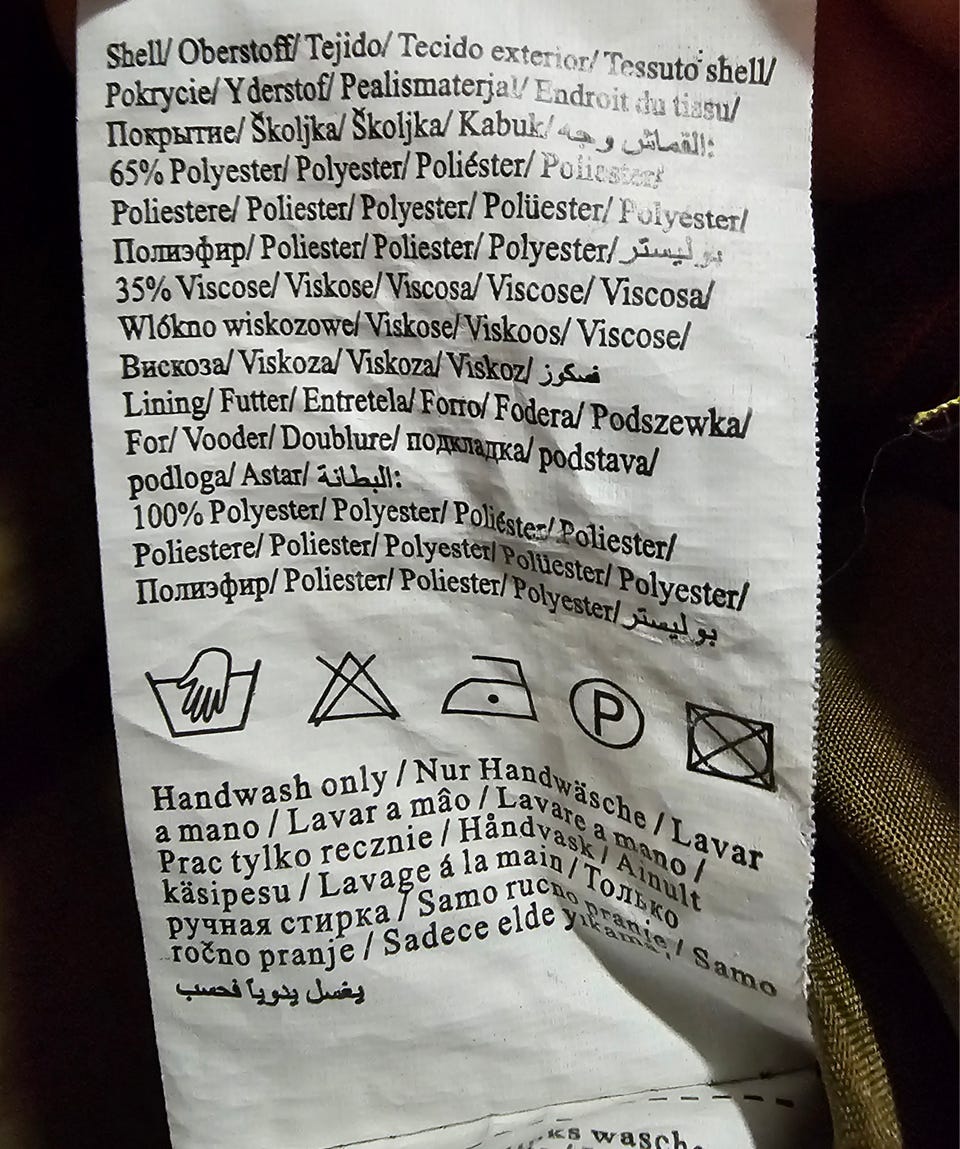 Shell/ Oberstoff/ Tejido/ Tecido exterior/ Tessuto shell/
Pokrycie/ Yderstof/ Pealismaterjal/ Endroit du tissu/
Покрытие/ Školjka/ Školjka/ Kabuk/ القماش وجه:
65% Polyester/ Polyester/ Poliéster/ Poliester/
Poliestere/ Poliester/ Polyester/ Polüester/ Polyester/
Полиэфир/ Poliester/ Poliester/ Polyester/ بوليستر
35% Viscose/ Viskose/ Viscosa/ Viscose/ Viscosa/
Wlókno wiskozowe/ Viskose/ Viskoos/ Viscose/
Вискоза/ Viskoza/ Viskoza/ Viskoz/ فسكوز
Lining/ Futter/ Entretela/ Forro/ Fodera/ Podszewka/
For/ Vooder/ Doublure/ подкладка/ podstava/
podloga/ Astar/ البطانة:
100% Polyester/ Polyester/ Poliéster/ Poliester/
Poliestere/ Poliester/ Polyester/ Polüester/ Polyester/
Полиэфир/ Poliester/ Poliester/ Polyester/ بوليستر
P
Handwash only / Nur Handwäsche / Lavar
a mano / Lavar a mâo / Lavare a mano /
Prac tylko recznie / Håndvask / Ainult
käsipesu / Lavage á la main / Только
ручная стирка / Samo rucno pranje / Samo
ročno pranje / Sadece elde yıkama;
يغسل يدوياً فحسب
wasch